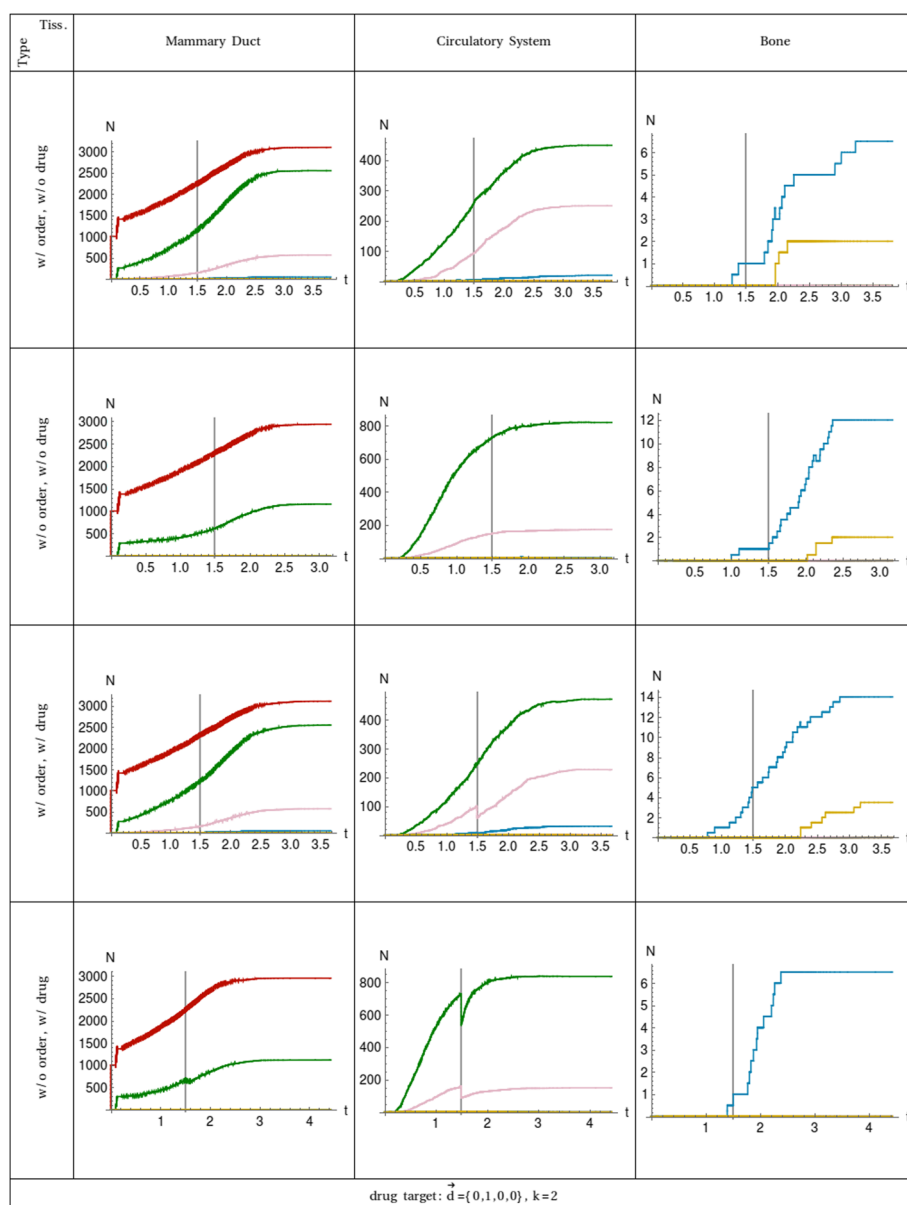 Tiss.
Type
Mammary Duct
Circulatory System
Bone
w/ order, w/o drug
N
3000
2500
2000
1500
1000
500
0.5 1.0 1.5 2.0 2.5 3.0 3.5
t
N
400
300
200
100
0.5 1.0 1.5 2.0 2.5 3.0 3.5
t
N
6
5
4
3
2
1
0.5 1.0 1.5 2.0 2.5 3.0 3.5
t
w/o order, w/o drug
N
3000
2500
2000
1500
1000
500
0.5 1.0 1.5 2.0 2.5 3.0
t
N
800
600
400
200
0.5 1.0 1.5 2.0 2.5 3.0
t
N
12
10
8
6
4
2
0.5 1.0 1.5 2.0 2.5 3.0
t
w/ order, w/ drug
N
3000
2500
2000
1500
1000
500
0.5 1.0 1.5 2.0 2.5 3.0 3.5
t
N
400
300
200
100
0.5 1.0 1.5 2.0 2.5 3.0 3.5
t
N
14
12
10
8
6
4
2
0.5 1.0 1.5 2.0 2.5 3.0 3.5
t
w/o order, w/ drug
N
3000
2500
2000
1500
1000
500
1 2 3 4
t
N
800
600
400
200
1 2 3 4
t
N
6
5
4
3
2
1
1 2 3 4
t
drug target: d⃗ ={0,1,0,0}, k=2